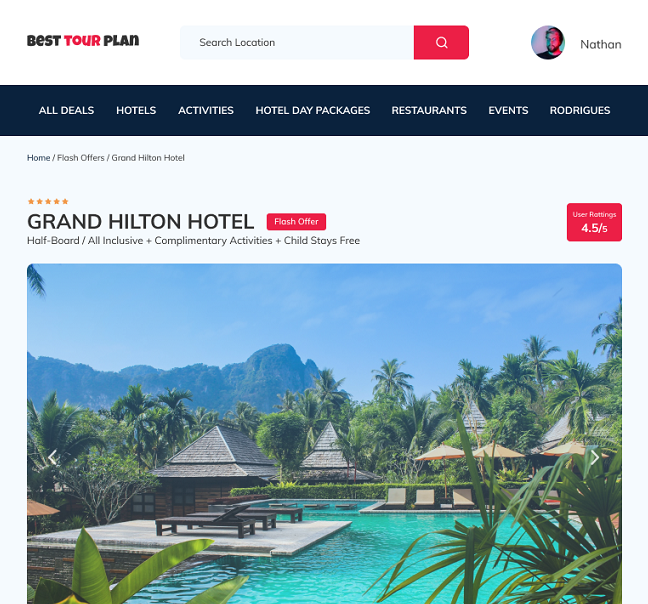 BEST TOUR PLAN
Search Location
Nathan
ALL DEALS HOTELS ACTIVITIES HOTEL DAY PACKAGES RESTAURANTS EVENTS RODRIGUES
Home / Flash Offers / Grand Hilton Hotel
GRAND HILTON HOTEL Flash Offer
Half-Board / All Inclusive + Complimentary Activities + Child Stays Free
User Rattings
4.5/5